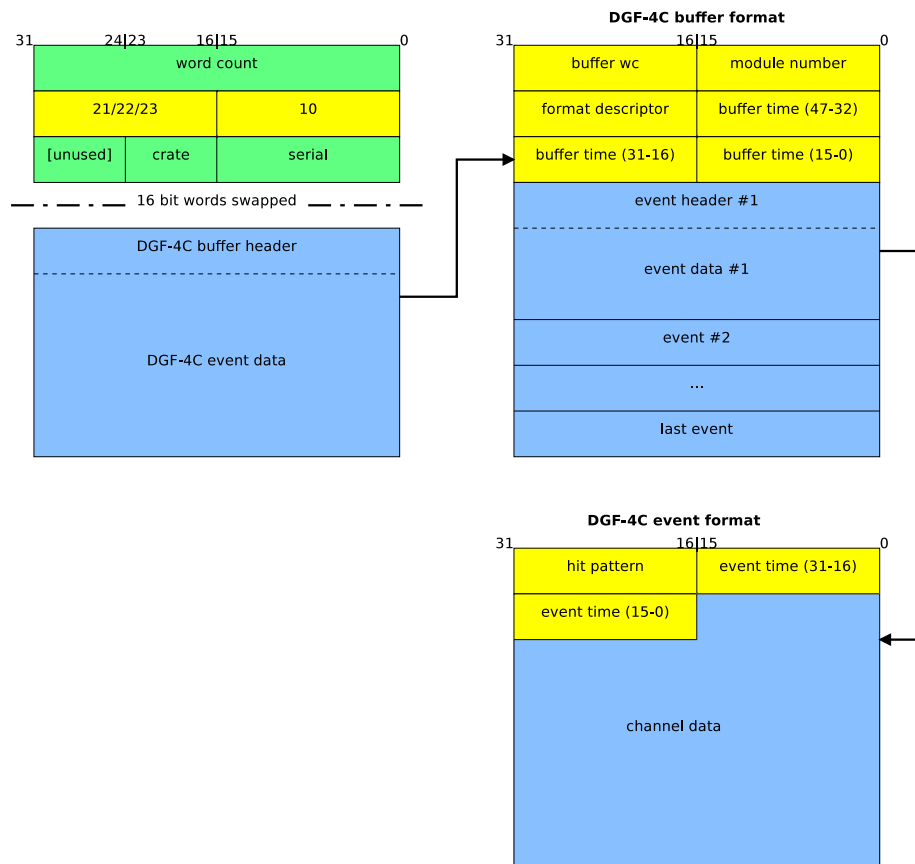 DGF-4C buffer format
31 24 23 16 15 0
word count
21/22/23 10
[unused] crate serial
16 bit words swapped
DGF-4C buffer header
DGF-4C event data
31 16 15 0
buffer wc module number
format descriptor buffer time (47-32)
buffer time (31-16) buffer time (15-0)
event header #1
event data #1
event #2
...
last event
DGF-4C event format
31 16 15 0
hit pattern event time (31-16)
event time (15-0)
channel data